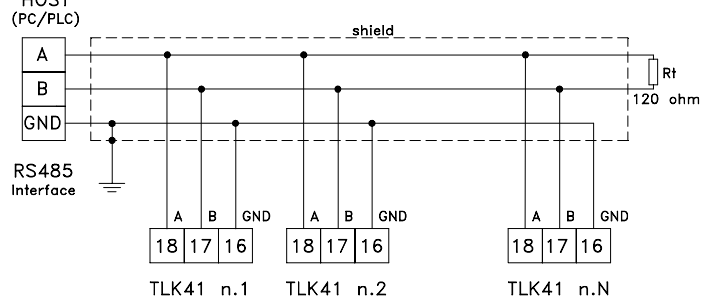 HOST
(PC/PLC)
shield
A
B
GND
Rt
120 ohm
RS485
Interface
A B GND
18 17 16
TLK41 n.1
A B GND
18 17 16
TLK41 n.2
A B GND
18 17 16
TLK41 n.N